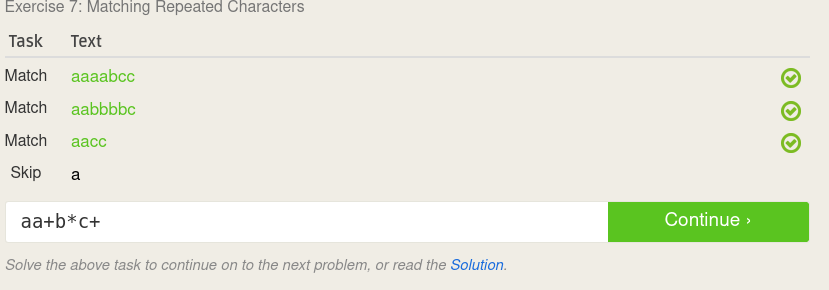 Exercise 7: Matching Repeated Characters
Task Text
Match aaaabcc
Match aabbbbc
Match aacc
Skip a
aa+b*c+ Continue ›
Solve the above task to continue on to the next problem, or read the Solution.